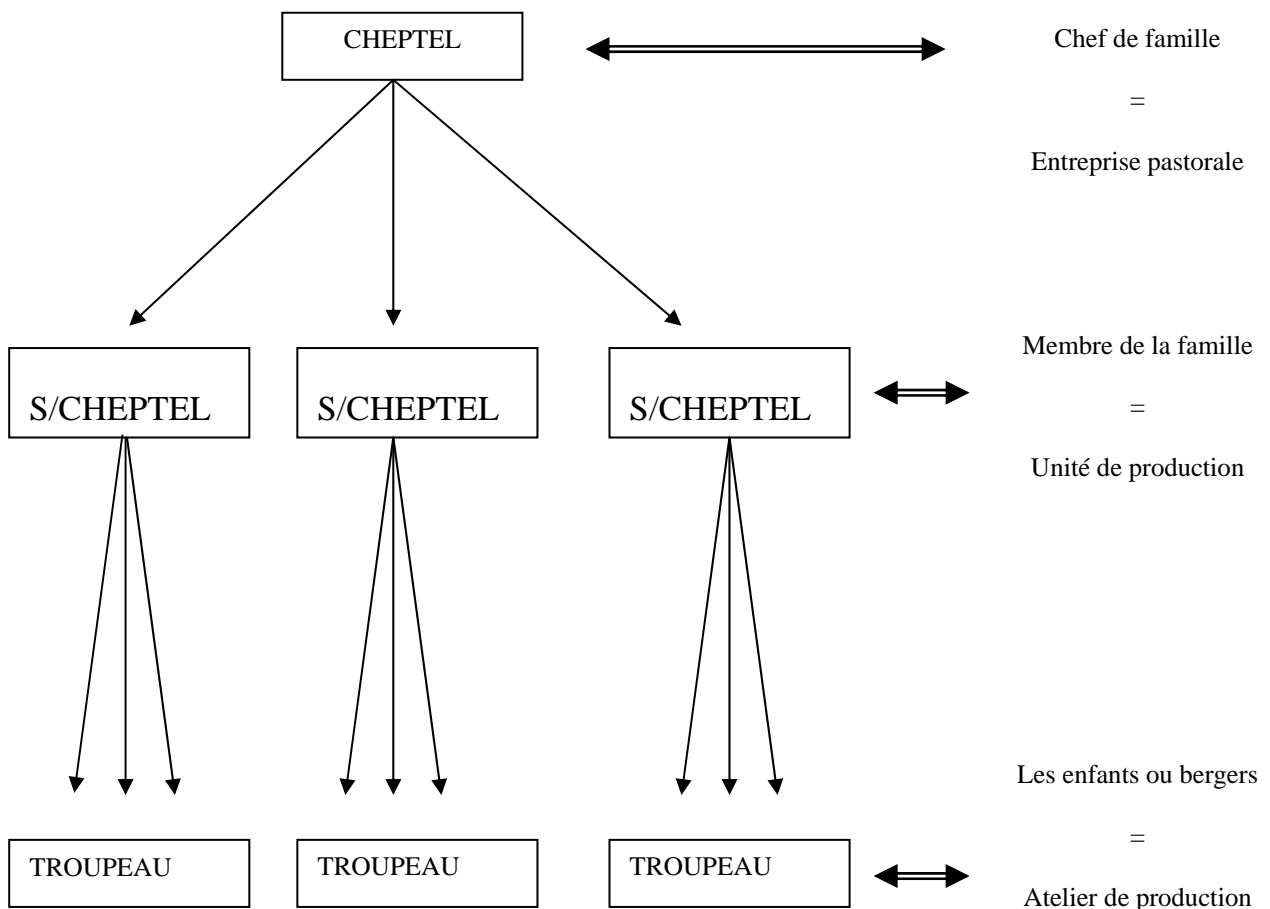 CHEPTEL
Chef de famille
=
Entreprise pastorale
S/CHEPTEL
S/CHEPTEL
S/CHEPTEL
Membre de la famille
=
Unité de production
TROUPEAU
TROUPEAU
TROUPEAU
Les enfants ou bergers
=
Atelier de production